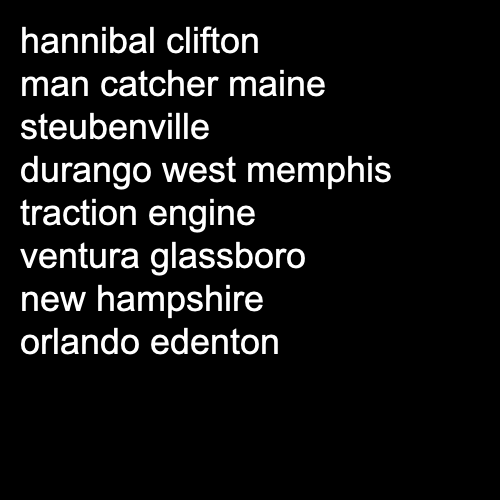 hannibal clifton
man catcher maine
steubenville
durango west memphis
traction engine
ventura glassboro
new hampshire
orlando edenton